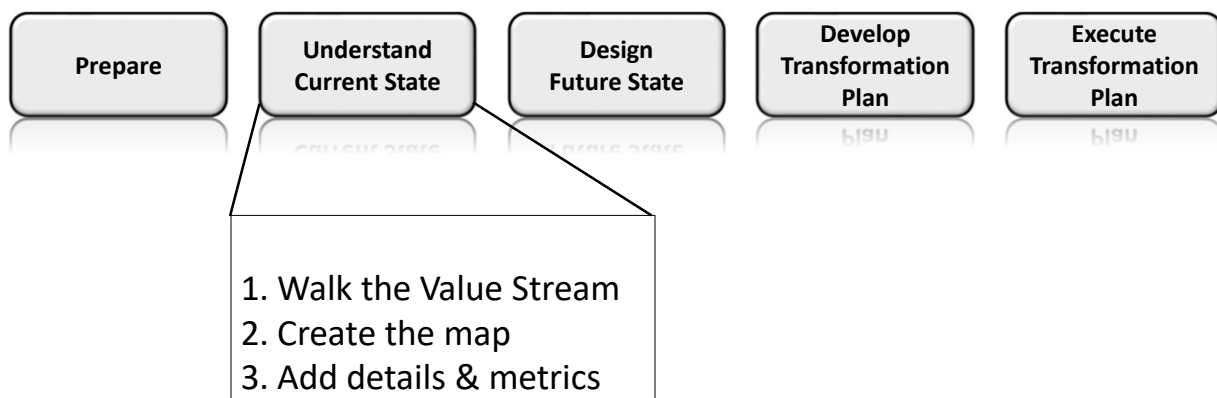 Prepare
Understand
Current State
Design
Future State
Develop
Transformation
Plan
Execute
Transformation
Plan
1. Walk the Value Stream
2. Create the map
3. Add details & metrics